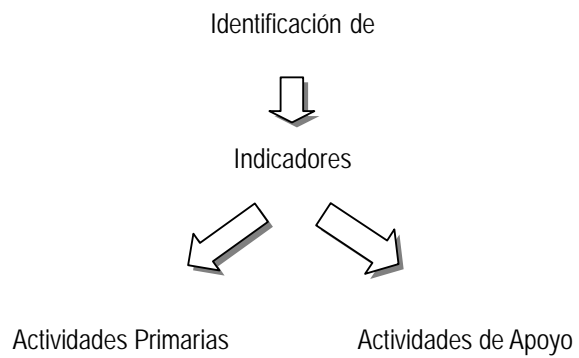 Identificación de
Indicadores
Actividades Primarias
Actividades de Apoyo